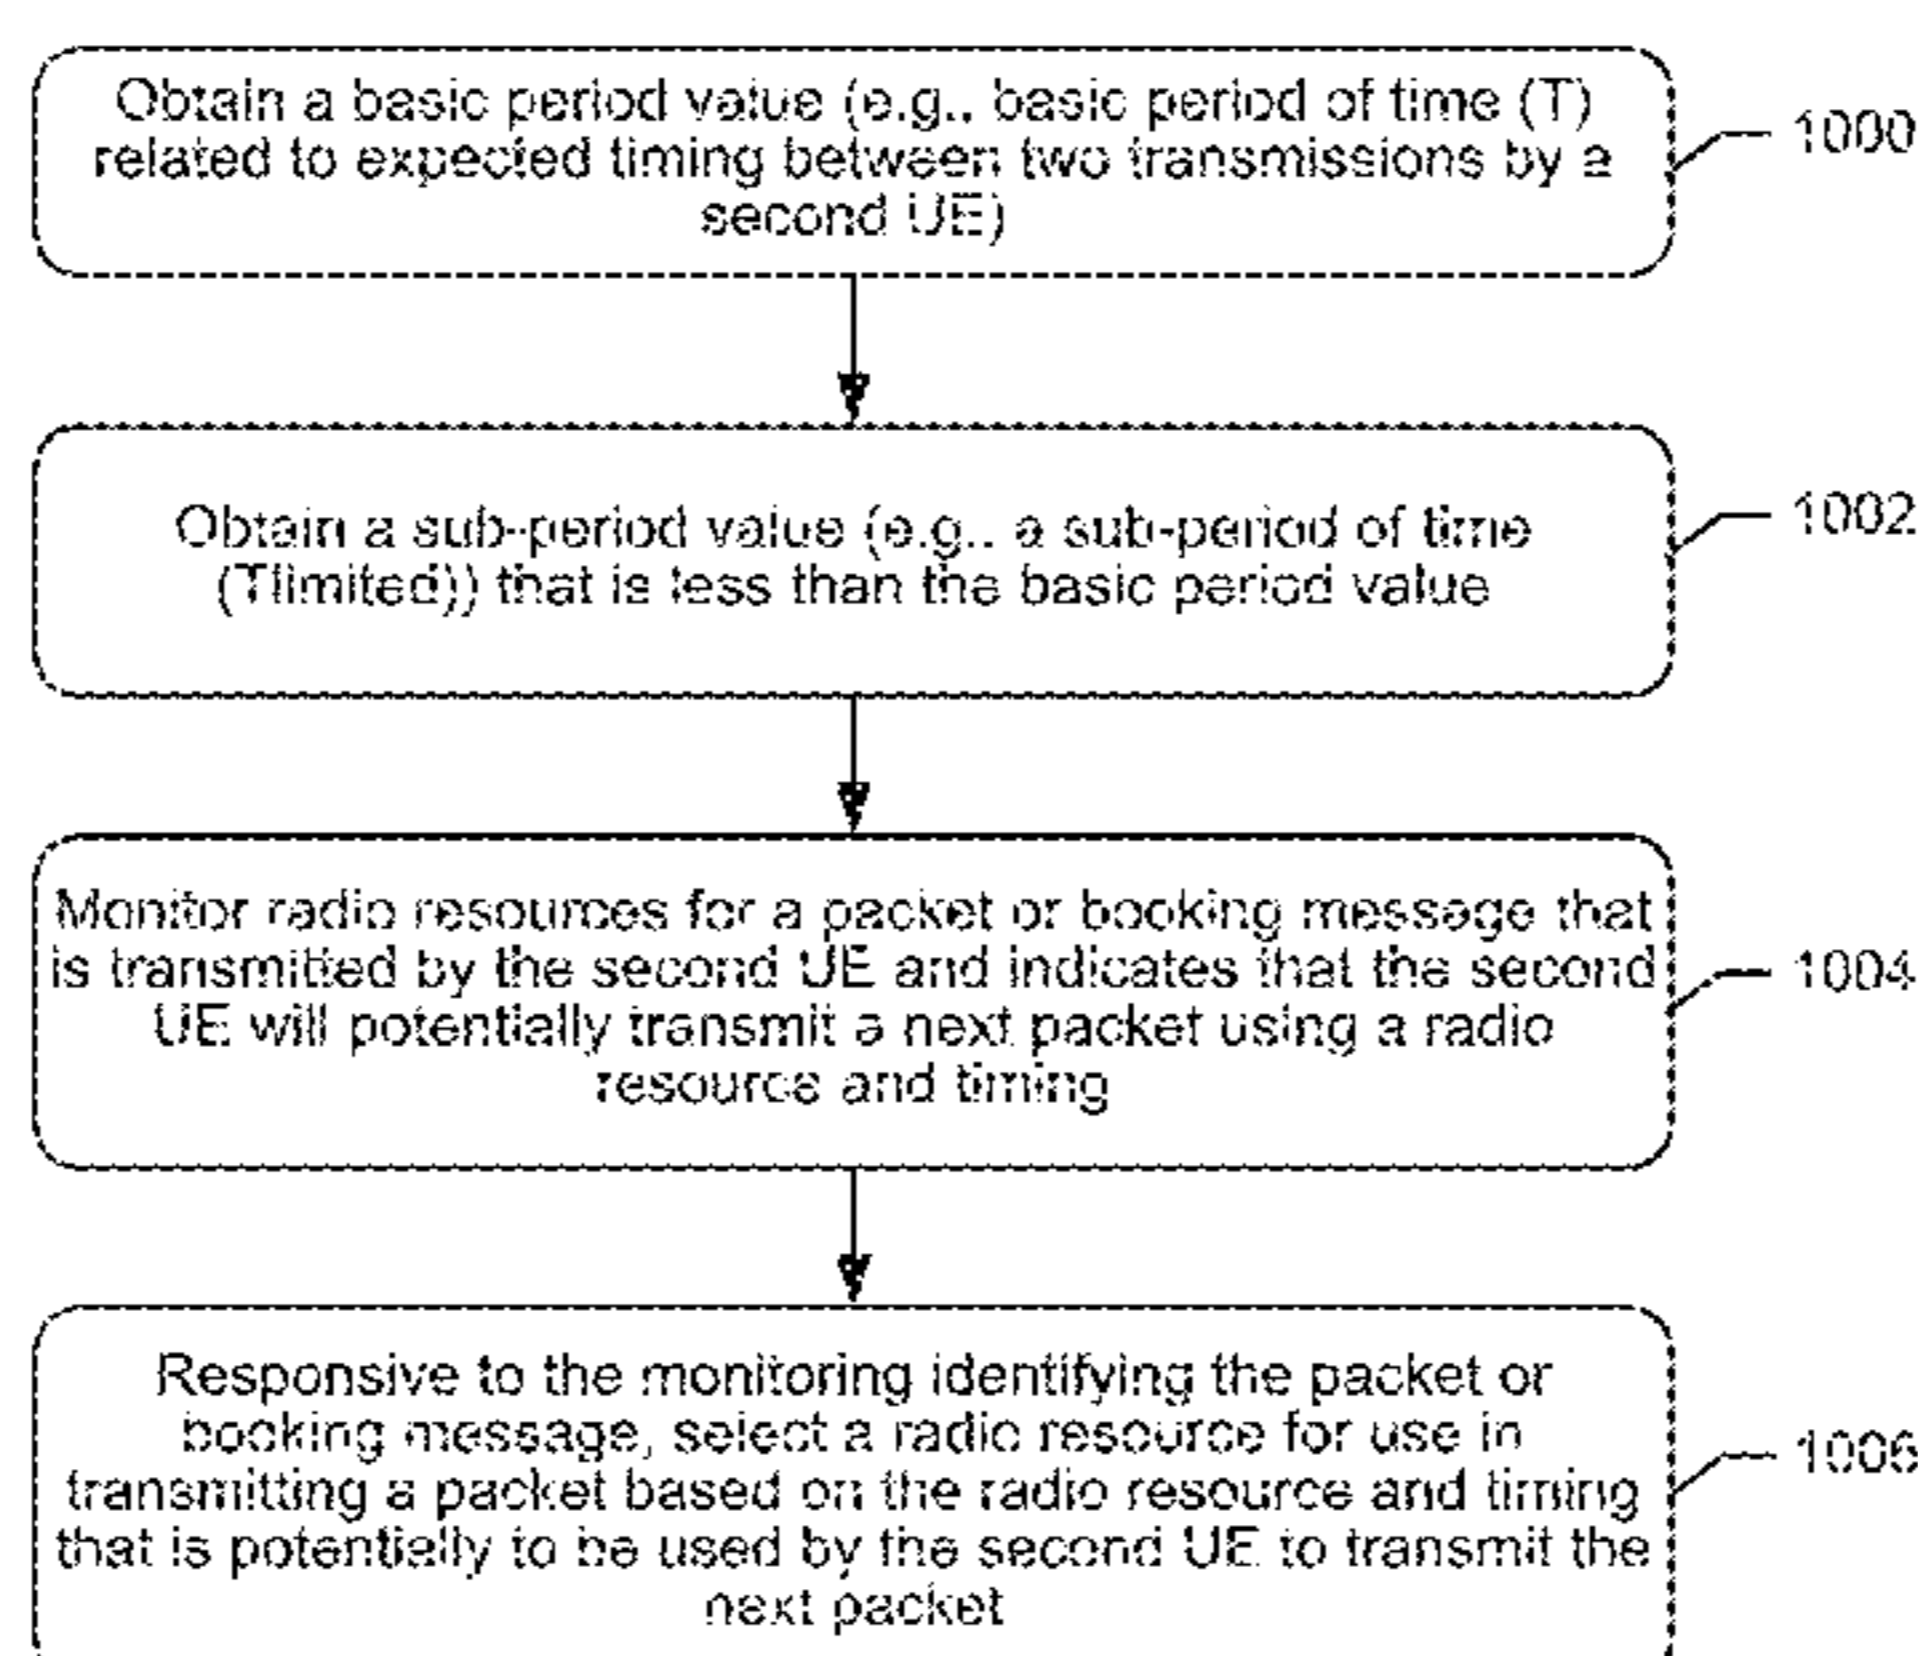 Obtain a basic period value (e.g., basic period of time (T)
related to expected timing between two transmissions by a
second UE)
1000
Obtain a sub-period value (e.g., a sub-period of time
(Tlimited)) that is less than the basic period value
1002
Monitor radio resources for a packet or booking message that
is transmitted by the second UE and indicates that the second
UE will potentially transmit a next packet using a radio
resource and timing
1004
Responsive to the monitoring identifying the packet or
booking message, select a radio resource for use in
transmitting a packet based on the radio resource and timing
that is potentially to be used by the second UE to transmit the
next packet
1006